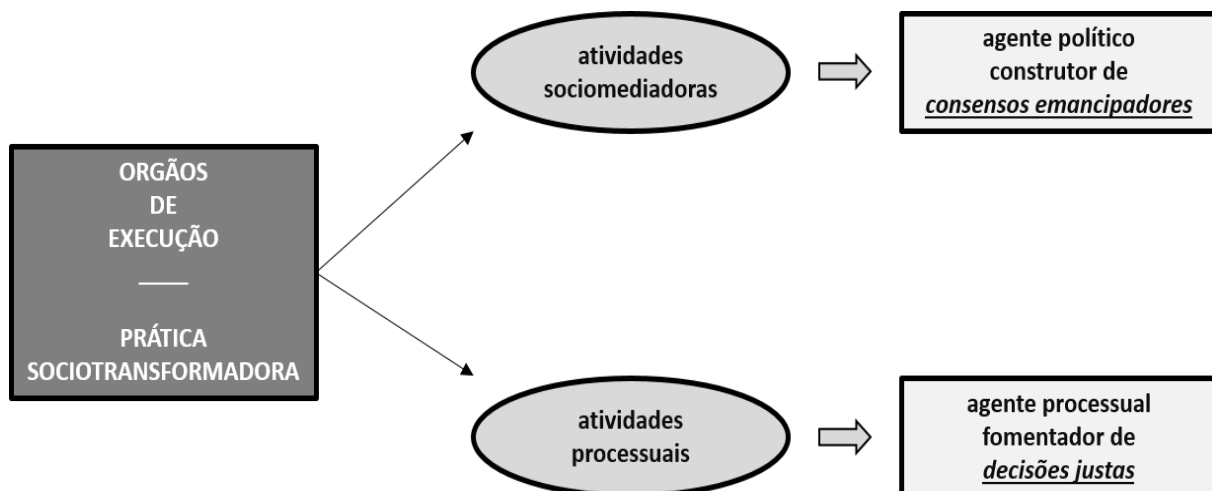 ORGÃOS
DE
EXECUÇÃO
____
PRÁTICA
SOCIOTRANSFORMADORA
atividades
sociomediadoras
agente político
construtor de
consensos emancipadores
atividades
processuais
agente processual
fomentador de
decisões justas